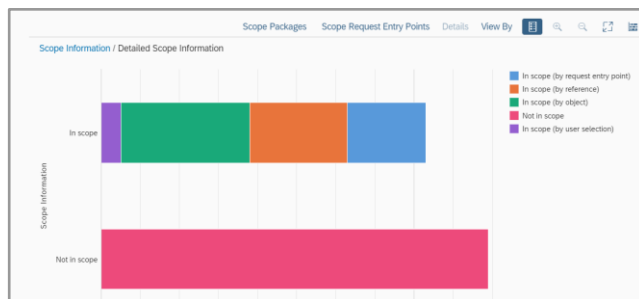 Scope Packages Scope Request Entry Points Details View By
Scope Information / Detailed Scope Information
In scope (by request entry point)
In scope (by reference)
In scope (by object)
Not in scope
In scope (by user selection)
Scope Information
In scope
Not in scope